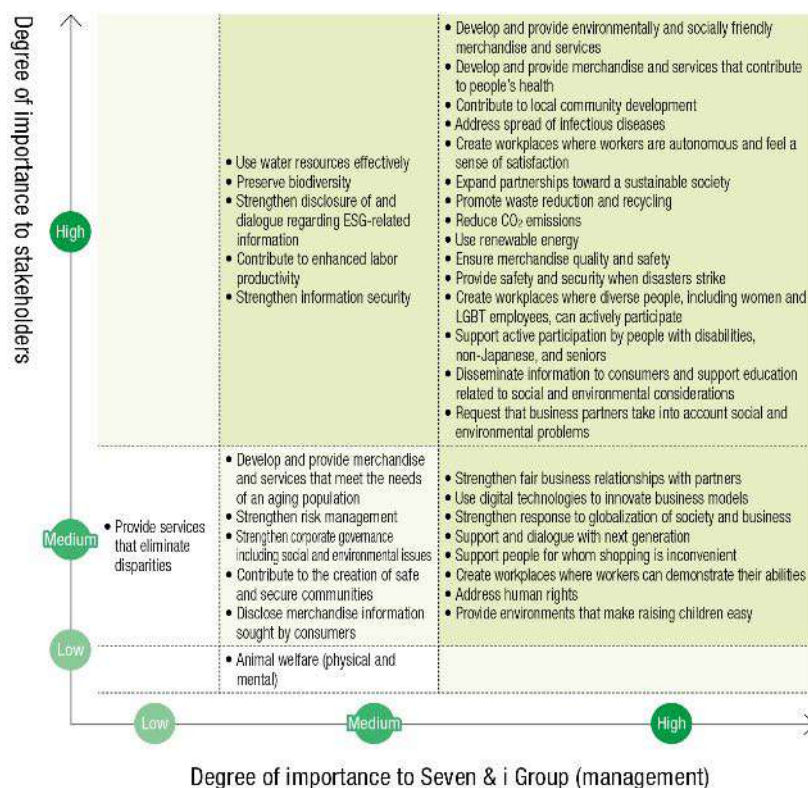 Degree of importance to stakeholders
High
Medium
Low
• Use water resources effectively
• Preserve biodiversity
• Strengthen disclosure of and
dialogue regarding ESG-related
information
• Contribute to enhanced labor
productivity
• Strengthen information security
• Develop and provide environmentally and socially friendly
merchandise and services
• Develop and provide merchandise and services that contribute
to people's health
• Contribute to local community development
• Address spread of infectious diseases
• Create workplaces where workers are autonomous and feel a
sense of satisfaction
• Expand partnerships toward a sustainable society
• Promote waste reduction and recycling
• Reduce CO₂ emissions
• Use renewable energy
• Ensure merchandise quality and safety
• Provide safety and security when disasters strike
• Create workplaces where diverse people, including women and
LGBT employees, can actively participate
• Support active participation by people with disabilities,
non-Japanese, and seniors
• Disseminate information to consumers and support education
related to social and environmental considerations
• Request that business partners take into account social and
environmental problems
• Provide services
that eliminate
disparities
• Develop and provide merchandise
and services that meet the needs
of an aging population
• Strengthen risk management
• Strengthen corporate governance
including social and environmental issues
• Contribute to the creation of safe
and secure communities
• Disclose merchandise information
sought by consumers
• Strengthen fair business relationships with partners
• Use digital technologies to innovate business models
• Strengthen response to globalization of society and business
• Support and dialogue with next generation
• Support people for whom shopping is inconvenient
• Create workplaces where workers can demonstrate their abilities
• Address human rights
• Provide environments that make raising children easy
• Animal welfare (physical and
mental)
Low
Medium
High
Degree of importance to Seven & i Group (management)